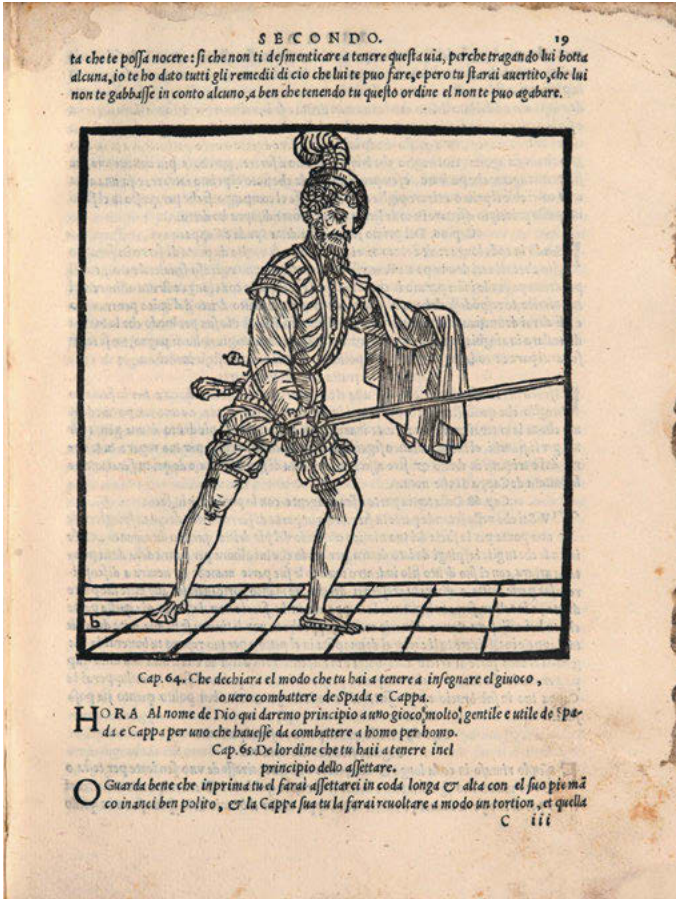 SECONDO. 19
ta che te possa nocere: si che non ti desmenticare a tenere questa uia, perche tragando lui botta
alcuna, io te ho dato tutti gli remedii di cio che lui te puo fare, e pero tu starai auertito, che lui
non te gabbasse in conto alcuno, a ben che tenendo tu questo ordine el non te puo agabare.
b
Cap. 64. Che dechiara el modo che tu hai a tenere a insegnare el giuoco,
ouero combattere de Spada e Cappa.
HORA Al nome de Dio qui daremo principio a uno gioco molto gentile e utile de Spa-
da e Cappa per uno che hauesse da combattere a homo per homo.
Cap. 65. De lordine che tu haii a tenere inel
principio dello assettare.
O Guarda bene che inprima tu el farai assettarei in coda longa & alta con el suo pie mã
co inanci ben polito, & la Cappa sua tu la farai reuoltare a modo un tortion, et quella
C iii